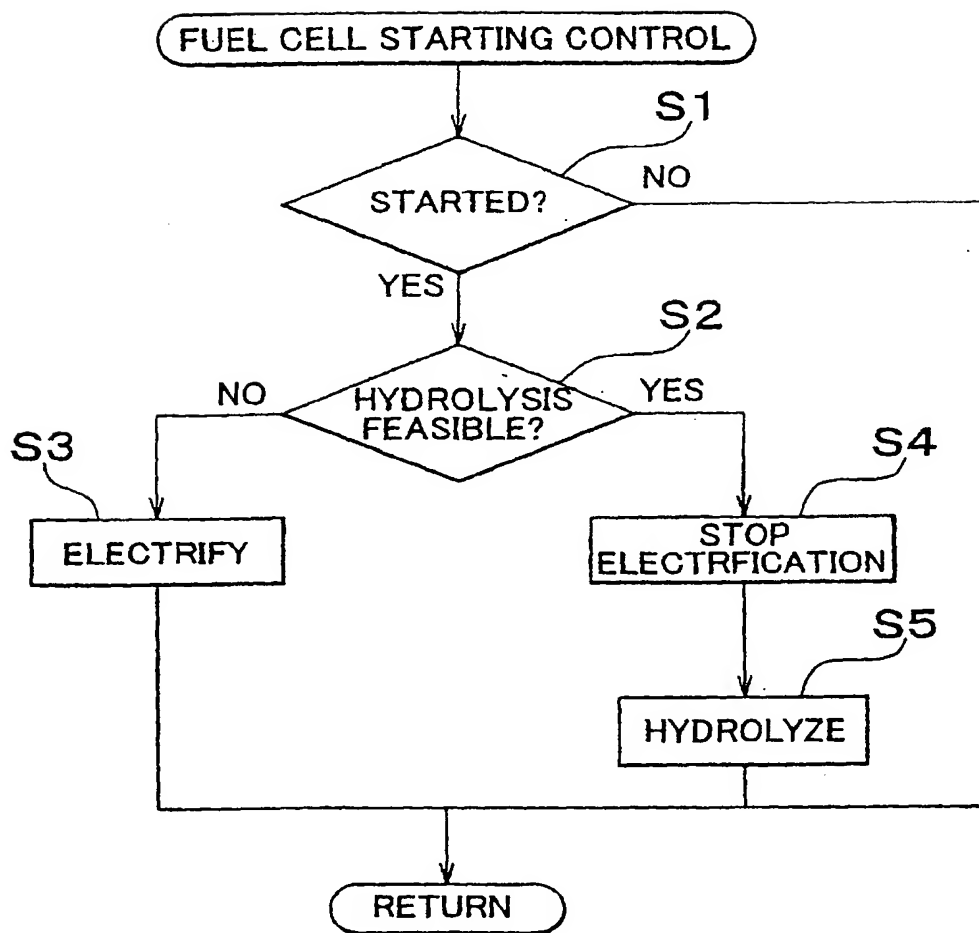 FUEL CELL STARTING CONTROL
S1
STARTED?
NO
YES
S2
HYDROLYSIS
FEASIBLE?
NO
YES
S3
ELECTRIFY
S4
STOP
ELECTRFICATION
S5
HYDROLYZE
RETURN